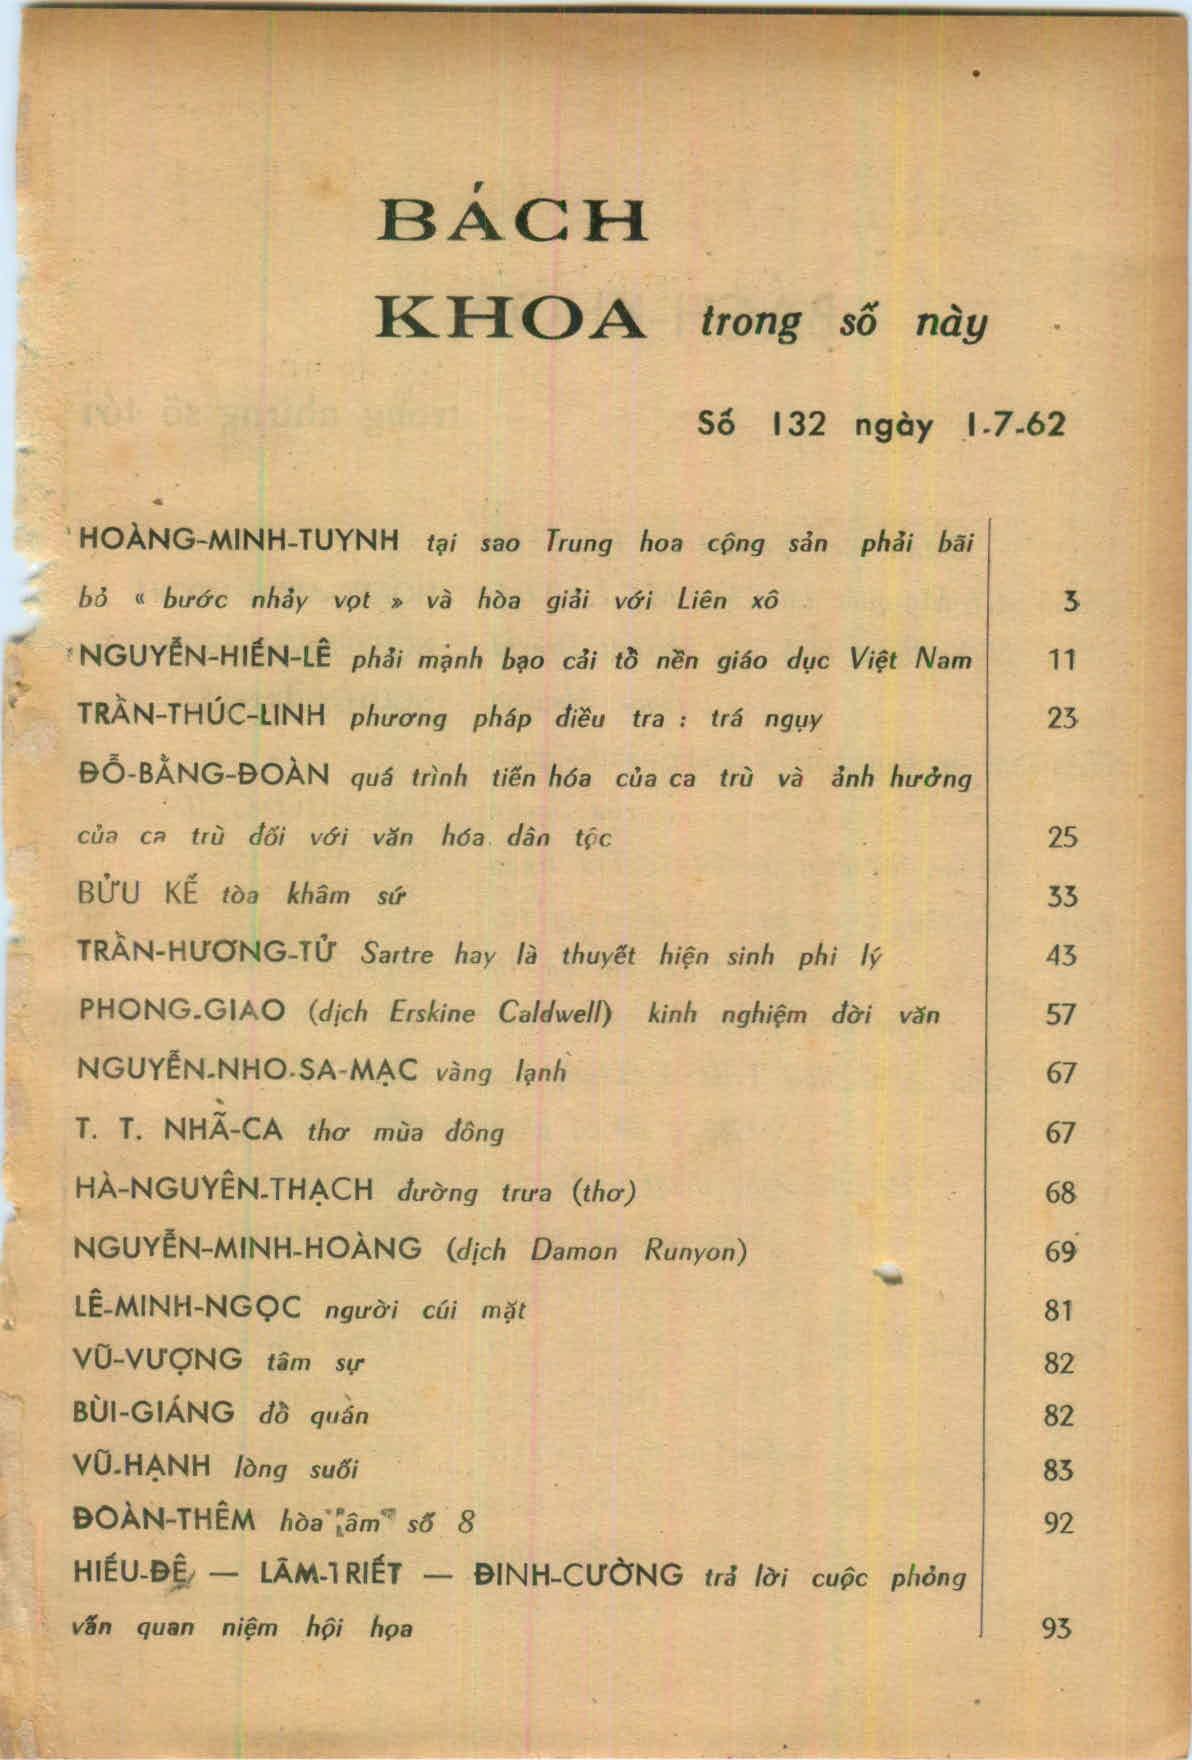 BÁCH
KHOA trong số này
Số 132 ngày 1-7-62
HOÀNG-MINH-TUYNH tại sao Trung hoa cộng sản phải bãi
bỏ « bước nhảy vọt » và hòa giải với Liên xô 3
NGUYỄN-HIẾN-LÊ phải mạnh bạo cải tổ nền giáo dục Việt Nam 11
TRẦN-THÚC-LINH phương pháp điều tra : trá ngụy 23
ĐỖ-BẰNG-ĐOÀN quá trình tiến hóa của ca trù và ảnh hưởng
của ca trù đối với văn hóa dân tộc 25
BỬU KẾ tòa khâm sứ 33
TRẦN-HƯƠNG-TỬ Sartre hay là thuyết hiện sinh phi lý 43
PHONG-GIAO (dịch Erskine Caldwell) kinh nghiệm đời văn 57
NGUYỄN-NHO-SA-MẠC vàng lạnh 67
T. T. NHÃ-CA thơ mùa đông 67
HÀ-NGUYÊN-THẠCH đường trưa (thơ) 68
NGUYỄN-MINH-HOÀNG (dịch Damon Runyon) 69
LÊ-MINH-NGỌC người cúi mặt 81
VŨ-VƯỢNG tâm sự 82
BÙI-GIÁNG đồ quán 82
VŨ-HẠNH lòng suối 83
ĐOÀN-THÊM hòa âm số 8 92
HIẾU-ĐỆ — LÂM-TRIẾT — ĐINH-CƯỜNG trả lời cuộc phỏng
vấn quan niệm hội họa 93